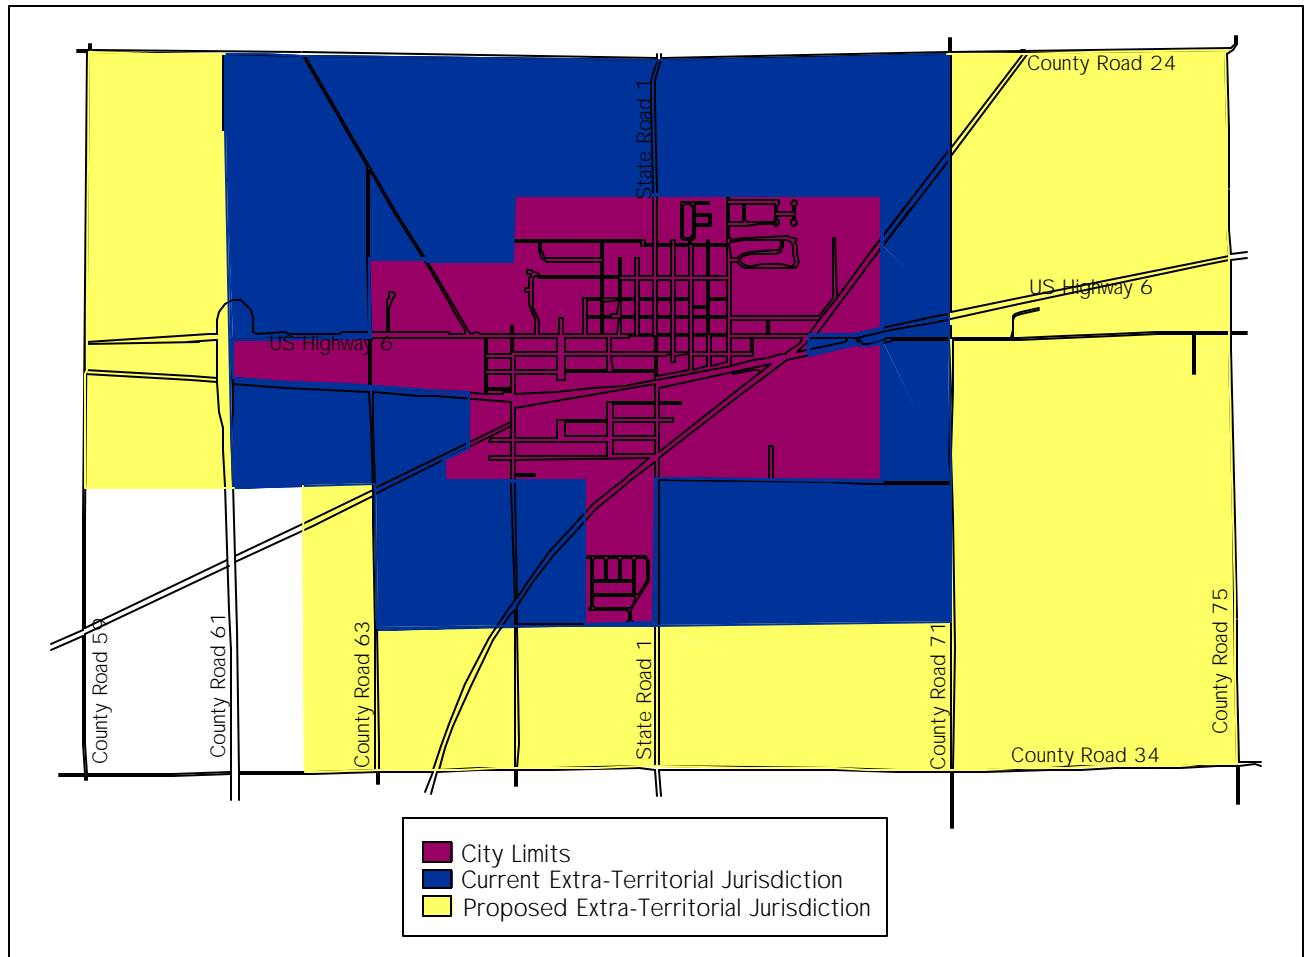 County Road 24
State Road 1
US Highway 6
US Highway 6
County Road 59
County Road 61
County Road 63
State Road 1
County Road 71
County Road 75
County Road 34
City Limits
Current Extra-Territorial Jurisdiction
Proposed Extra-Territorial Jurisdiction